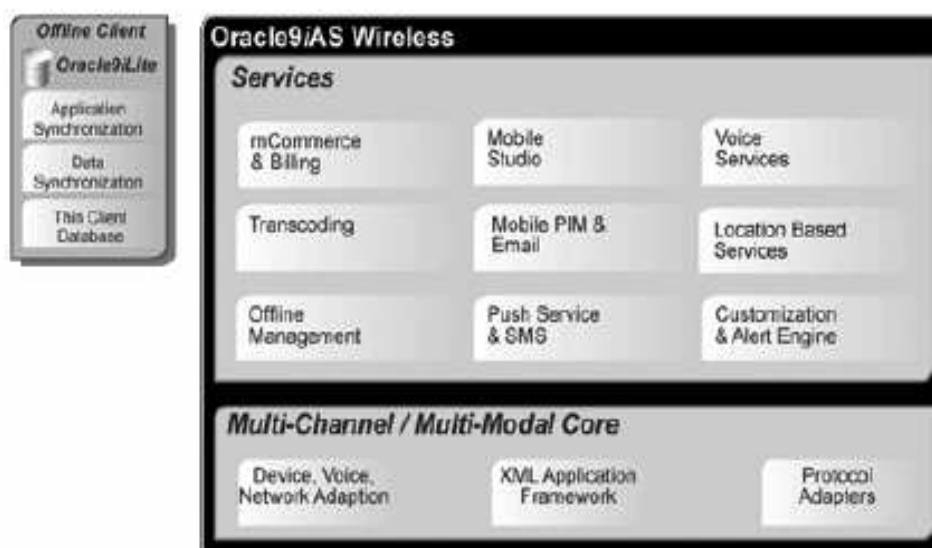 Offline Client
Oracle9iLite
Application
Synchronization
Data
Synchronization
This Client
Database
Oracle9iAS Wireless
Services
mCommerce
& Billing
Mobile
Studio
Voice
Services
Transcoding
Mobile PIM &
Email
Location Based
Services
Offline
Management
Push Service
& SMS
Customization
& Alert Engine
Multi-Channel / Multi-Modal Core
Device, Voice,
Network Adaption
XML Application
Framework
Protocol
Adapters